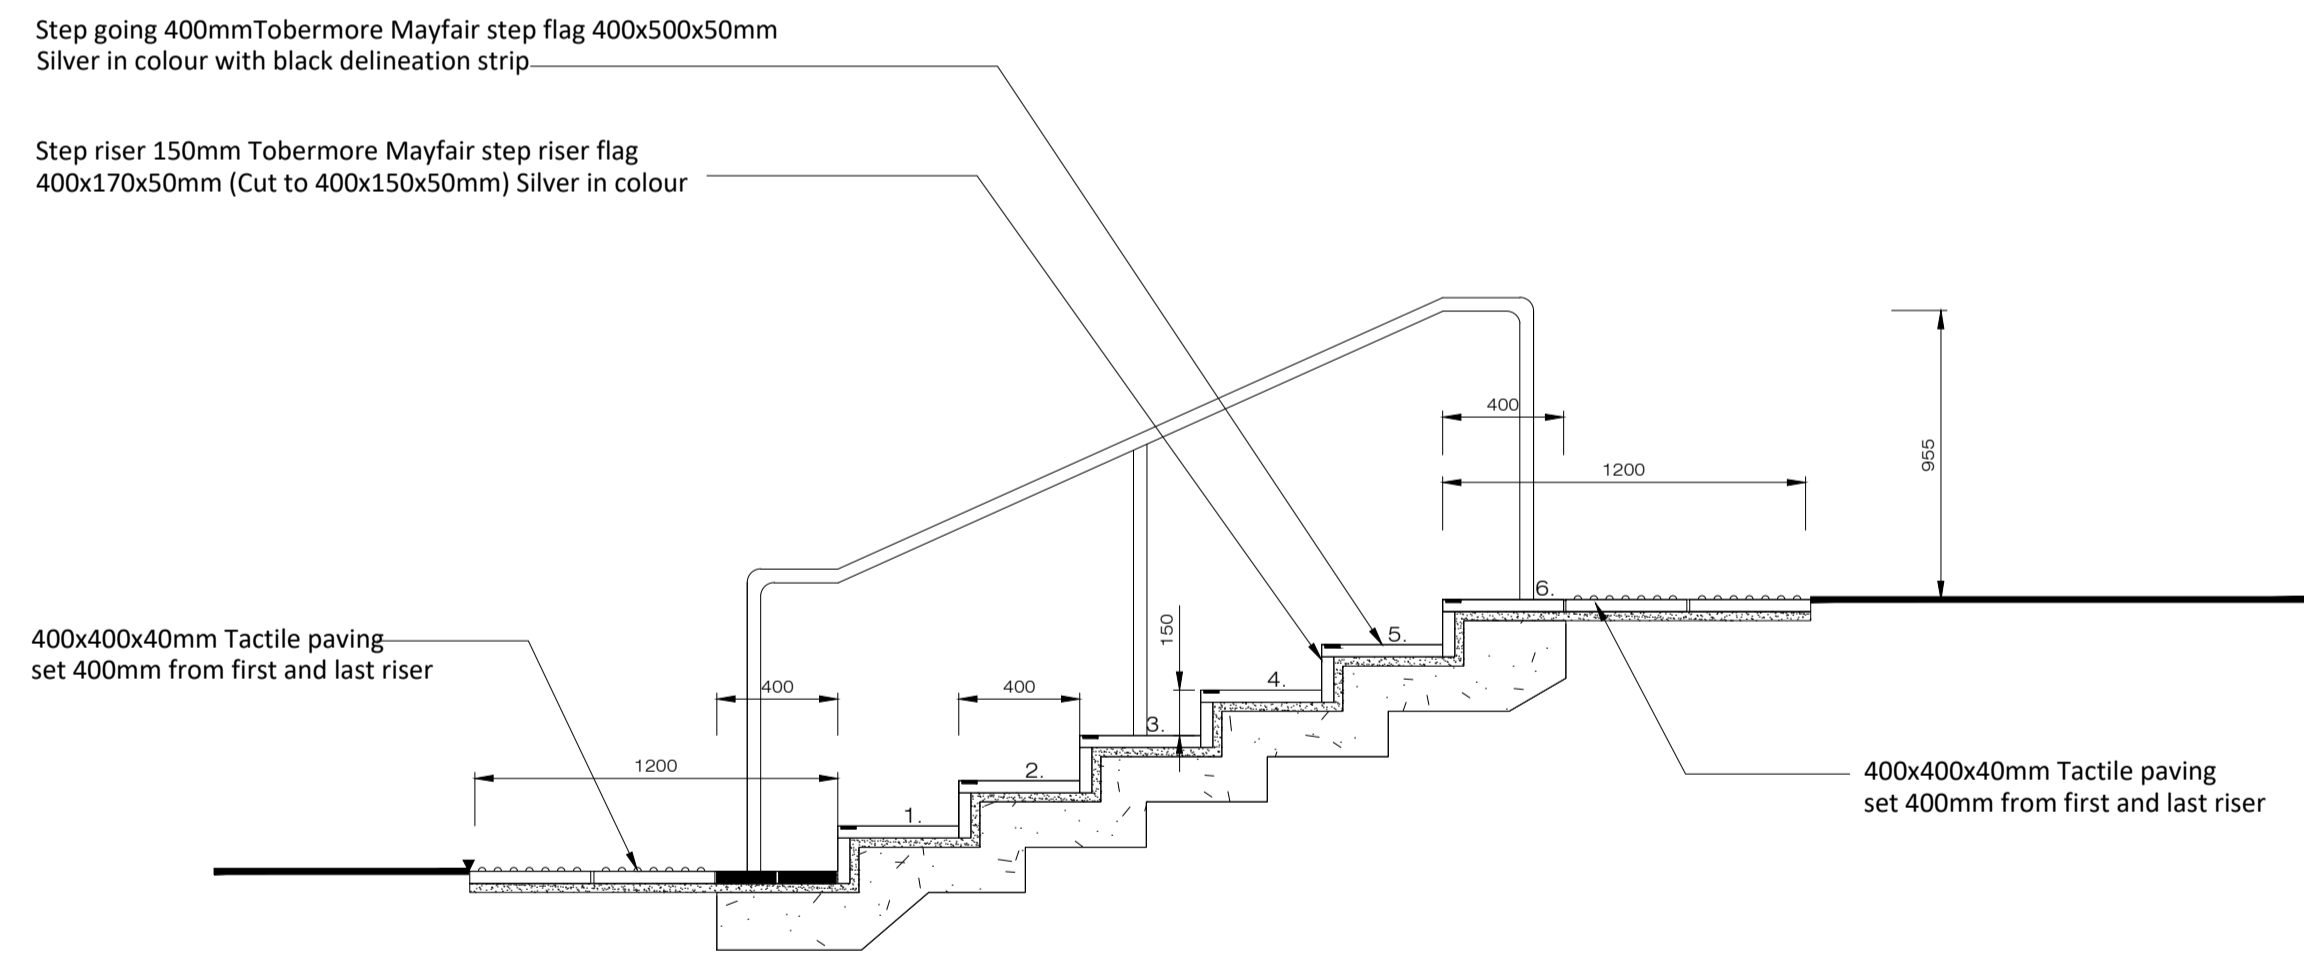 Step going 400mmTobermore Mayfair step flag 400x500x50mm
Silver in colour with black delineation strip
Step riser 150mm Tobermore Mayfair step riser flag
400x170x50mm (Cut to 400x150x50mm) Silver in colour
400
1200
955
6.
150
5.
400x400x40mm Tactile paving
set 400mm from first and last riser
400
400
4.
3.
1200
2.
400x400x40mm Tactile paving
set 400mm from first and last riser
1.